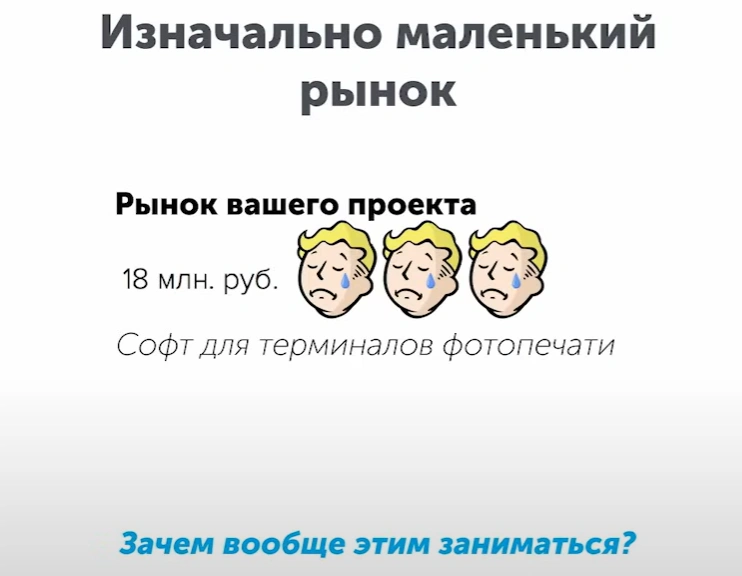 Изначально маленький
рынок
Рынок вашего проекта
18 млн. руб.
Софт для терминалов фотопечати
Зачем вообще этим заниматься?